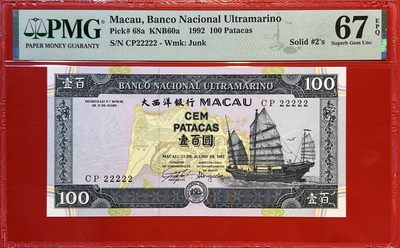 PMG
PAPER MONEY GUARANTY
Macau, Banco Nacional Ultramarino
Pick# 68a KNB60a 1992 100 Patacas
S/N CP22222 - Wmk: Junk
Solid #2's
67 EPQ
Superb Gem Unc
壹百
BANCO NACIONAL ULTRAMARINO
100
大西洋銀行 MACAU
CP 22222
CEM
PATACAS
壹百圓
MACAU, 13 DE JULHO DE 1992
CP 22222
100
壹百